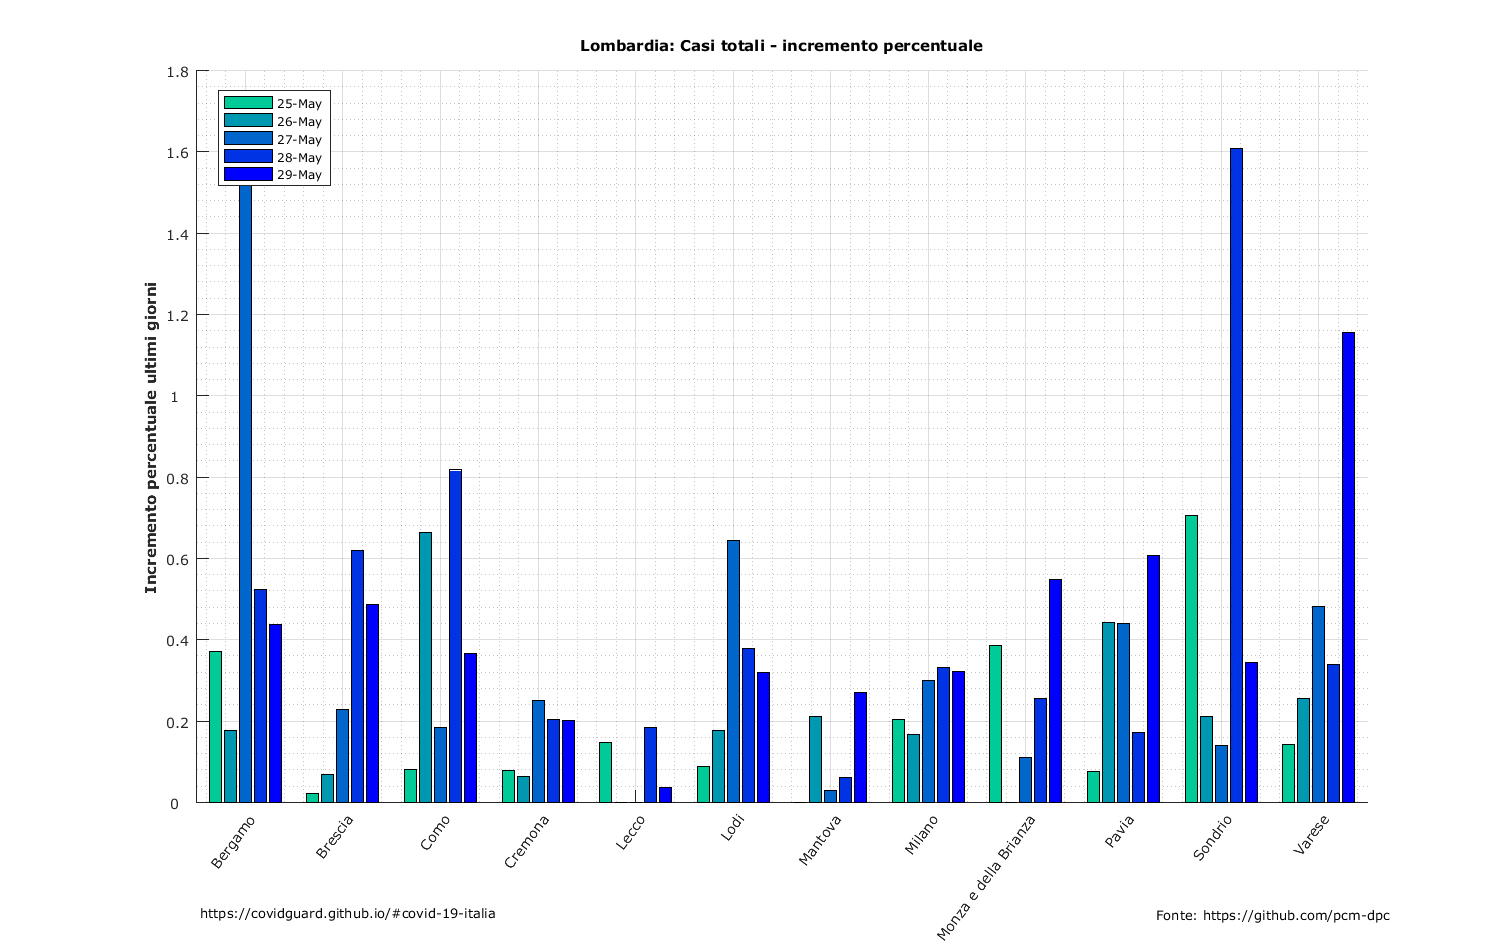 Lombardia: Casi totali - incremento percentuale
1.8
1.6
1.4
1.2
1
0.8
0.6
0.4
0.2
0
Incremento percentuale ultimi giorni
25-May
26-May
27-May
28-May
29-May
Bergamo
Brescia
Como
Cremona
Lecco
Lodi
Mantova
Milano
Monza e della Brianza
Pavia
Sondrio
Varese
https://covidguard.github.io/#covid-19-italia
Fonte: https://github.com/pcm-dpc